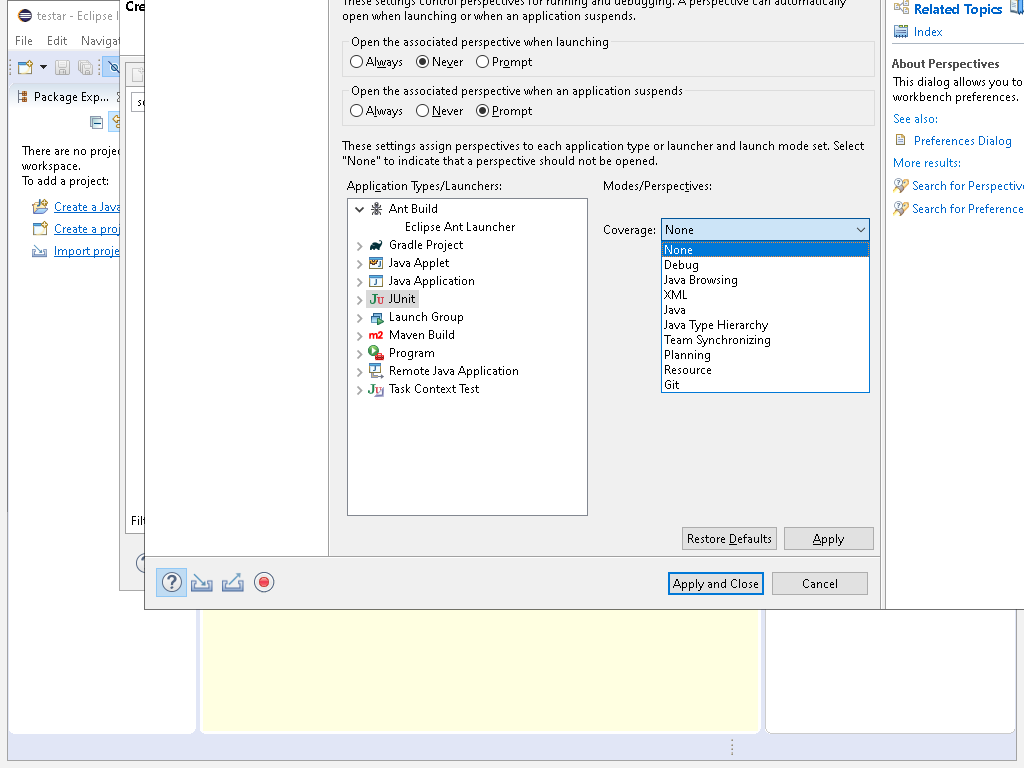 testar - Eclipse I
File Edit Naviga
Package Exp...
There are no proje
workspace.
To add a project:
Create a Java
Create a proj
Import proje
Cre
Filt
These settings control perspectives for running and debugging. A perspective can automatically
open when launching or when an application suspends.
Open the associated perspective when launching
Always Never Prompt
Open the associated perspective when an application suspends
Always Never Prompt
These settings assign perspectives to each application type or launcher and launch mode set. Select
"None" to indicate that a perspective should not be opened.
Application Types/Launchers:
Ant Build
Eclipse Ant Launcher
Gradle Project
Java Applet
Java Application
JUnit
Launch Group
Maven Build
Program
Remote Java Application
Task Context Test
Modes/Perspectives:
Coverage: None
None
Debug
Java Browsing
XML
Java
Java Type Hierarchy
Team Synchronizing
Planning
Resource
Git
Restore Defaults Apply
Apply and Close Cancel
Related Topics
Index
About Perspectives
This dialog allows you to
workbench preferences.
See also:
Preferences Dialog
More results:
Search for Perspective
Search for Preference